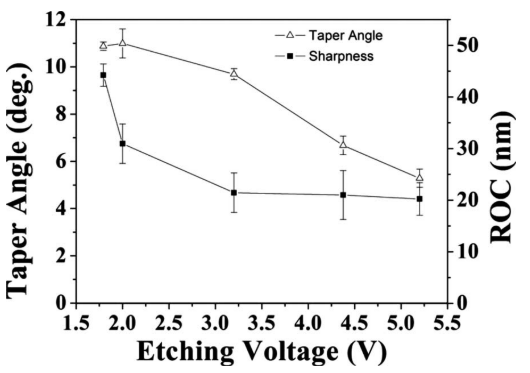 Taper Angle
Sharpness
Taper Angle (deg.)
12
10
8
6
4
2
0
50
40
30
20
10
0
ROC (nm)
1.5 2.0 2.5 3.0 3.5 4.0 4.5 5.0 5.5
Etching Voltage (V)